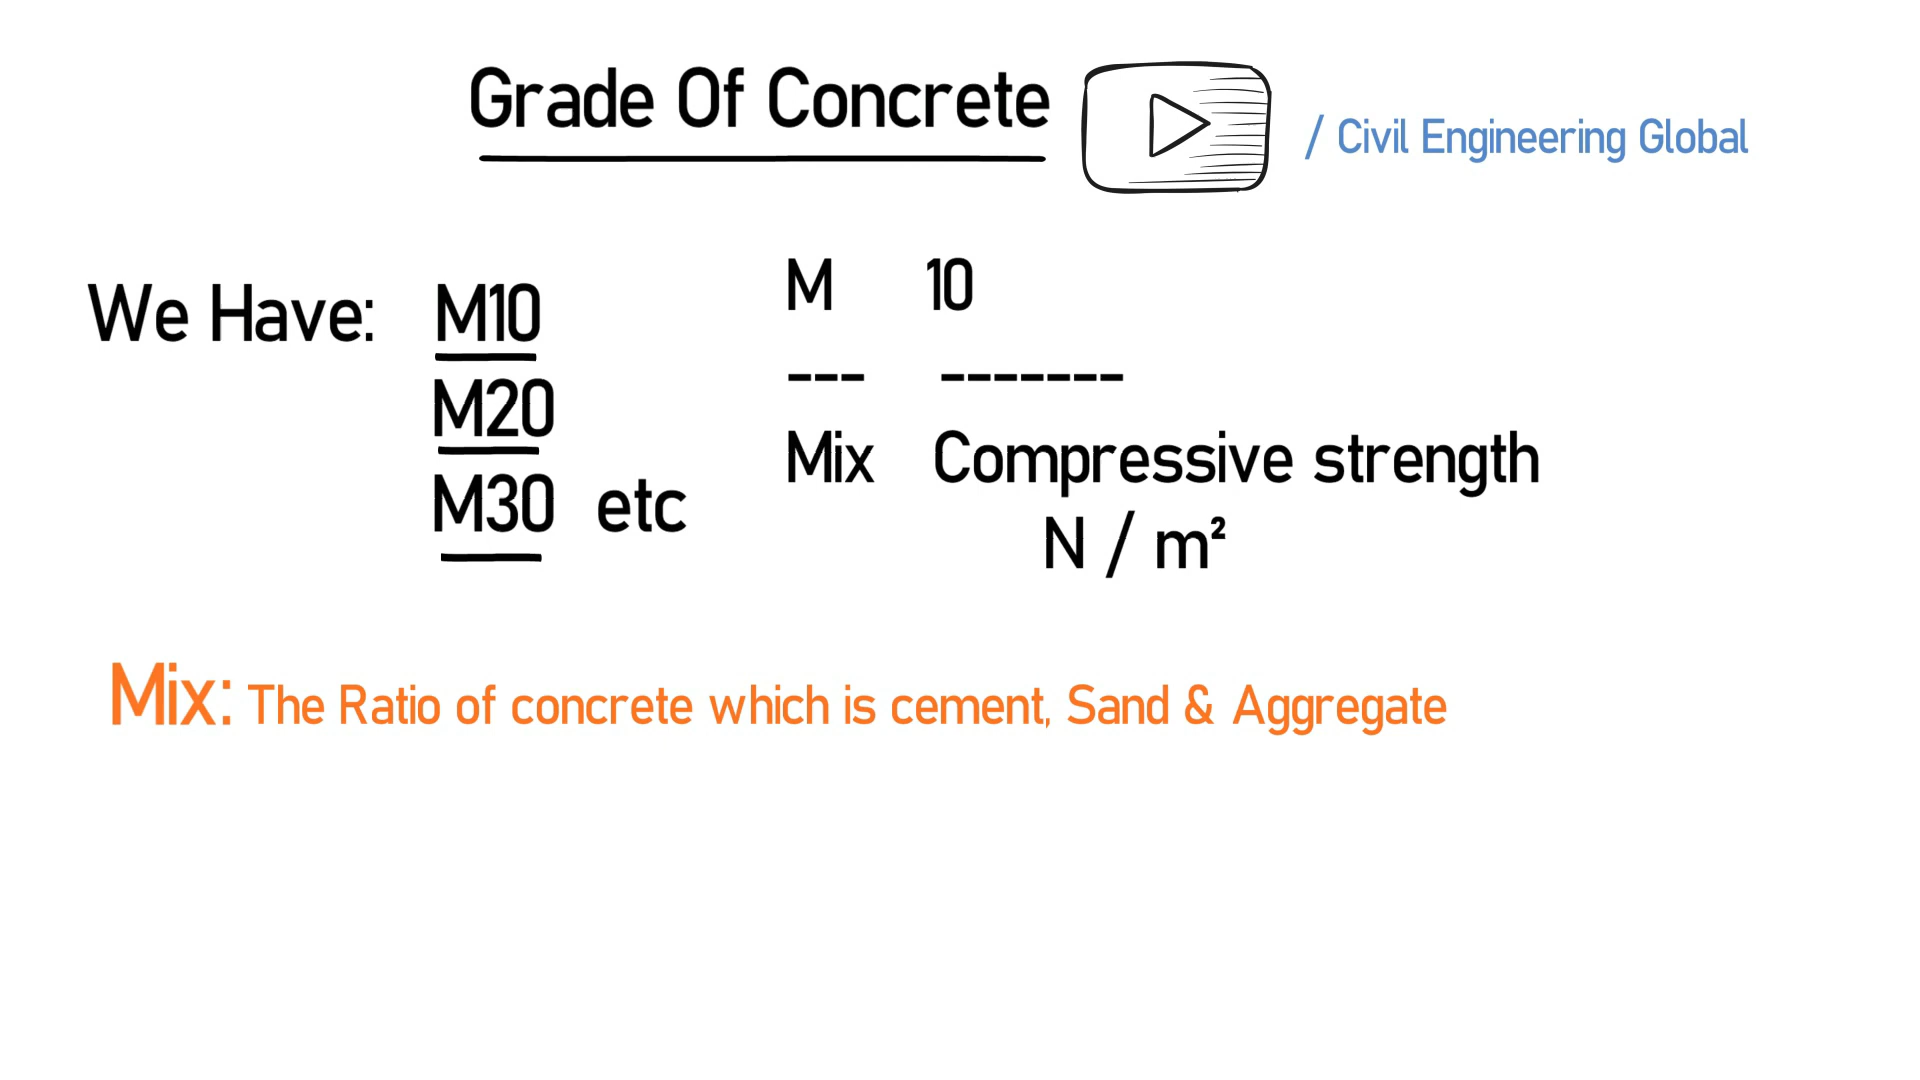 Grade Of Concrete
/ Civil Engineering Global
We Have: M10
M20
M30 etc
M 10
--- -------
Mix Compressive strength
N / m²
Mix: The Ratio of concrete which is cement, Sand & Aggregate